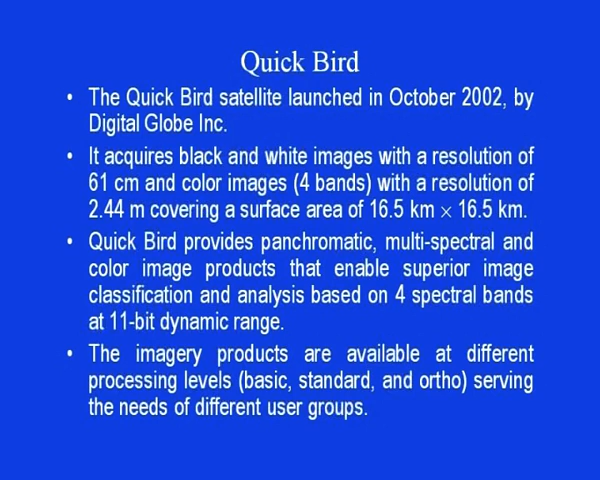 Quick Bird
• The Quick Bird satellite launched in October 2002, by
Digital Globe Inc.
• It acquires black and white images with a resolution of
61 cm and color images (4 bands) with a resolution of
2.44 m covering a surface area of 16.5 km × 16.5 km.
• Quick Bird provides panchromatic, multi-spectral and
color image products that enable superior image
classification and analysis based on 4 spectral bands
at 11-bit dynamic range.
• The imagery products are available at different
processing levels (basic, standard, and ortho) serving
the needs of different user groups.